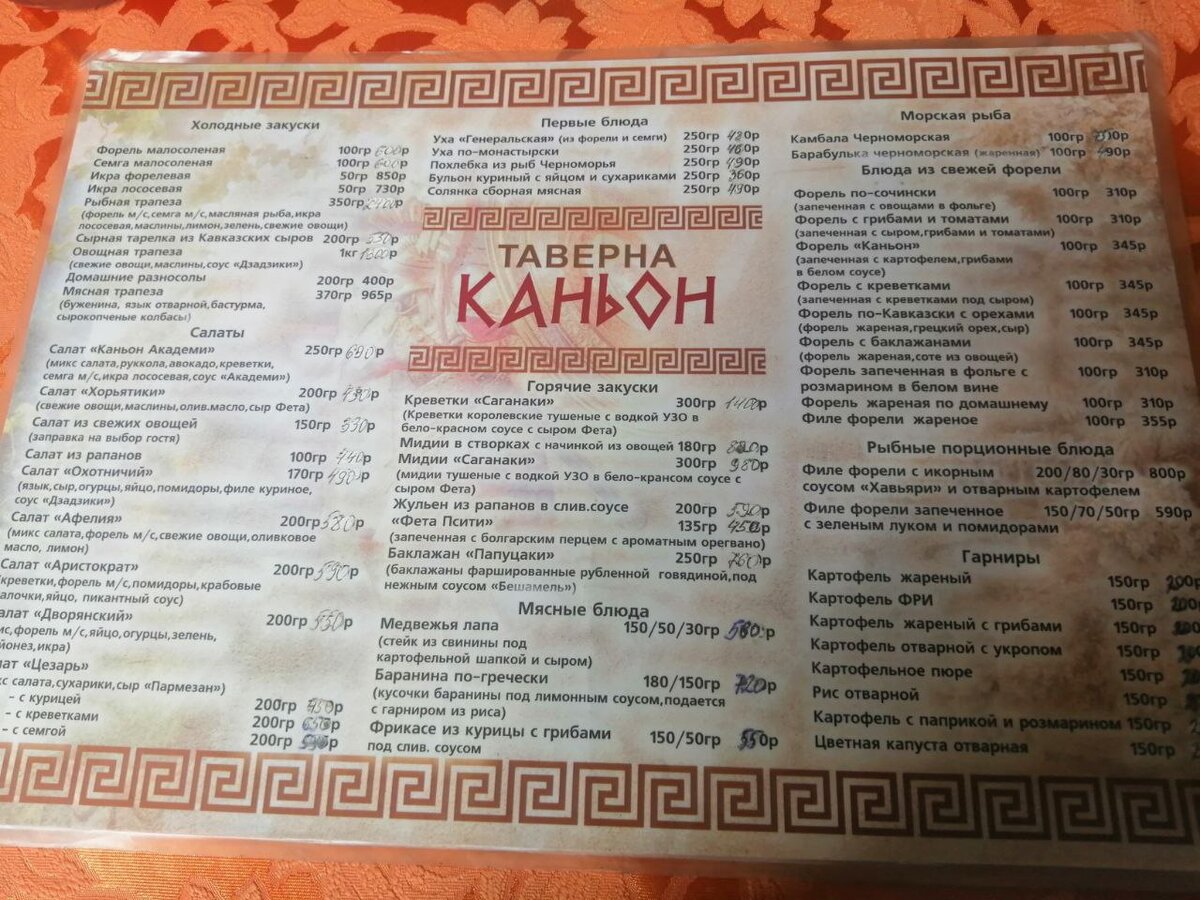 Холодные закуски
Форель малосоленая 100гр 600р
Семга малосоленая 100гр 600р
Икра форелевая 50гр 850р
Икра лососевая 50гр 730р
Рыбная трапеза 350гр
(форель м/с,семга м/с,масляная рыба,икра
лососевая,маслины,лимон,зелень,свежие овощи)
Сырная тарелка из Кавказских сыров 200гр 530р
Овощная трапеза 1кг
(свежие овощи,маслины,соус «Дзадзики»)
Домашние разносолы 200гр 400р
Мясная трапеза 370гр 965р
(буженина, язык отварной,бастурма,
сырокопченые колбасы)
Салаты
Салат «Каньон Академи» 250гр 690р
(микс салата,руккола,авокадо,креветки,
семга м/с,икра лососевая,соус «Академи»)
Салат «Хорьятики» 200гр
(свежие овощи,маслины,олив.масло,сыр Фета)
Салат из свежих овощей 150гр 330р
(заправка на выбор гостя)
Салат из рапанов 100гр 440р
Салат «Охотничий» 170гр 490р
(язык,сыр,огурцы,яйцо,помидоры,филе куриное,
соус «Дзадзики»)
Салат «Афелия» 200гр 580р
(микс салата,форель м/с,свежие овощи,оливковое
масло, лимон)
Салат «Аристократ» 200гр 590р
креветки,форель м/с,помидоры,крабовые
алочки,яйцо, пикантный соус)
алат «Дворянский» 200гр 550р
ис,форель м/с,яйцо,огурцы,зелень,
йонез,икра)
лат «Цезарь»
кс салата,сухарики,сыр «Пармезан»)
- с курицей 200гр
- с креветками 200гр
- с семгой 200гр
Первые блюда
Уха «Генеральская» (из форели и семги) 250гр 480р
Уха по-монастырски 250гр 460р
Похлебка из рыб Черноморья 250гр 490р
Бульон куриный с яйцом и сухариками 250гр 360р
Солянка сборная мясная 250гр 490р
ТАВЕРНА
КАНЬОН
Горячие закуски
Креветки «Саганаки» 300гр 1400р
(Креветки королевские тушеные с водкой УЗО в
бело-красном соусе с сыром Фета)
Мидии в створках с начинкой из овощей 180гр
Мидии «Саганаки» 300гр 980р
(мидии тушеные с водкой УЗО в бело-крансом соусе с
сыром Фета)
Жульен из рапанов в слив.соусе 200гр 590р
«Фета Псити» 135гр 450р
(запеченная с болгарским перцем с ароматным орегвано)
Баклажан «Папуцаки» 250гр 760р
(баклажаны фаршированные рубленной говядиной,под
нежным соусом «Бешамель»)
Мясные блюда
Медвежья лапа 150/50/30гр
(стейк из свинины под
картофельной шапкой и сыром)
Баранина по-гречески 180/150гр 720р
(кусочки баранины под лимонным соусом,подается
с гарниром из риса)
Фрикасе из курицы с грибами 150/50гр 550р
под слив. соусом
Морская рыба
Камбала Черноморская 100гр
Барабулька черноморская (жаренная) 100гр 490р
Блюда из свежей форели
Форель по-сочински 100гр 310р
(запеченная с овощами в фольге)
Форель с грибами и томатами 100гр 310р
(запеченная с сыром,грибами и томатами)
Форель «Каньон» 100гр 345р
(запеченная с картофелем,грибами
в белом соусе)
Форель с креветками 100гр 345р
(запеченная с креветками под сыром)
Форель по-Кавказски с орехами 100гр 345р
(форель жареная,грецкий орех,сыр)
Форель с баклажанами 100гр 345р
(форель жареная,соте из овощей)
Форель запеченная в фольге с 100гр 310р
розмарином в белом вине
Форель жареная по домашнему 100гр 310р
Филе форели жареное 100гр 355р
Рыбные порционные блюда
Филе форели с икорным 200/80/30гр 800р
соусом «Хавьяри» и отварным картофелем
Филе форели запеченное 150/70/50гр 590р
с зеленым луком и помидорами
Гарниры
Картофель жареный 150гр 200р
Картофель ФРИ 150гр 200р
Картофель жареный с грибами 150гр
Картофель отварной с укропом 150гр
Картофельное пюре 150гр
Рис отварной 150гр
Картофель с паприкой и розмарином 150гр
Цветная капуста отварная 150гр